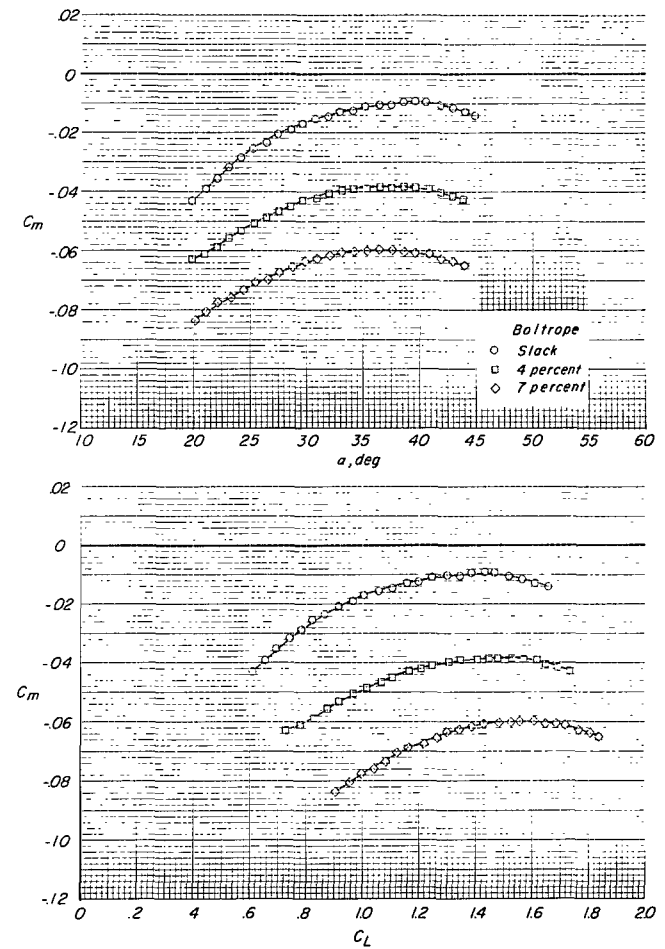 .02
0
-.02
-.04
Cm
-.06
-.08
-.10
-.12
10 15 20 25 30 35 40 45 50 55 60
a, deg
Boltrope
Slack
4 percent
7 percent
.02
0
-.02
-.04
Cm
-.06
-.08
-.10
-.12
0 .2 .4 .6 .8 1.0 1.2 1.4 1.6 1.8 2.0
CL